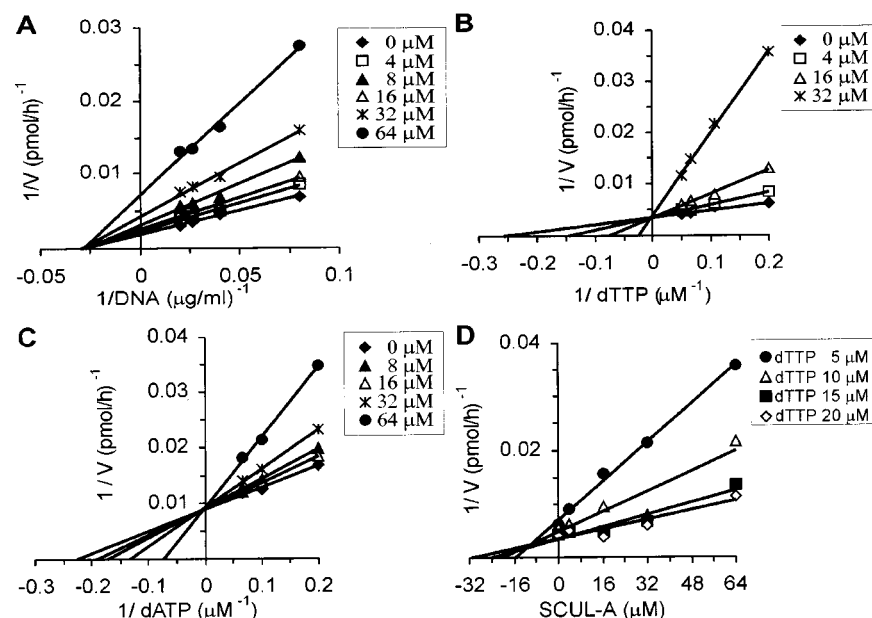 A
1/V (pmol/h)⁻¹
0.03
0.02
0.01
0
-0.05
0
0.05
0.1
1/DNA (µg/ml)⁻¹
0 µM
4 µM
8 µM
16 µM
32 µM
64 µM
B
1/ V (pmol/h)⁻¹
0.04
0.03
0.02
0.01
0.00
-0.3
-0.2
-0.1
0
0.1
0.2
1/ dTTP (µM⁻¹)
0 µM
4 µM
16 µM
32 µM
C
1 / V (pmol/h)⁻¹
0.04
0.03
0.02
0.01
0.00
-0.3
-0.2
-0.1
0
0.1
0.2
1/ dATP (µM⁻¹)
0 µM
8 µM
16 µM
32 µM
64 µM
D
1/ V (pmol/h)⁻¹
0.04
0.02
0.00
-32
-16
0
16
32
48
64
SCUL-A (µM)
dTTP 5 µM
dTTP 10 µM
dTTP 15 µM
dTTP 20 µM